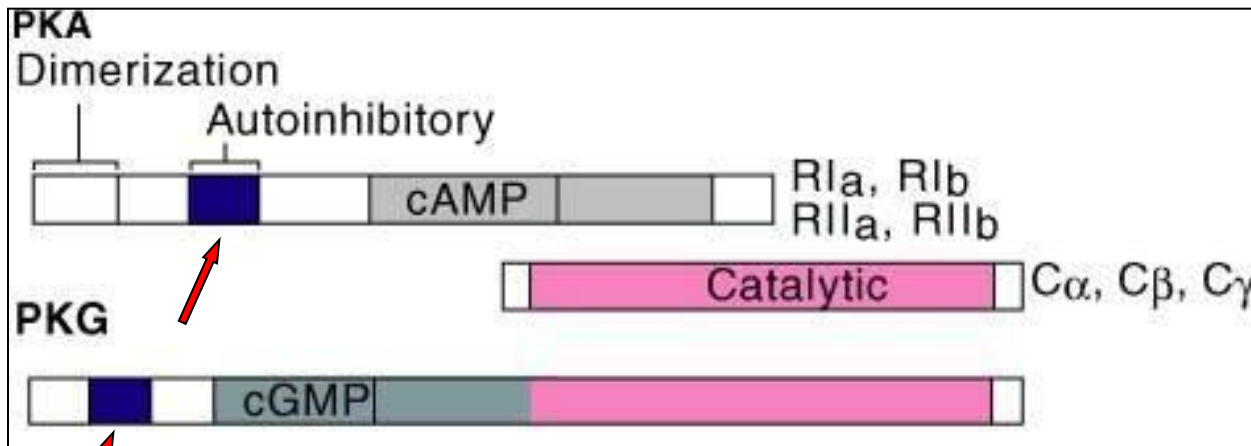 PKA
Dimerization
Autoinhibitory
cAMP
RIa, RIb
RIIa, RIIb
Catalytic
Cα, Cβ, Cγ
PKG
cGMP